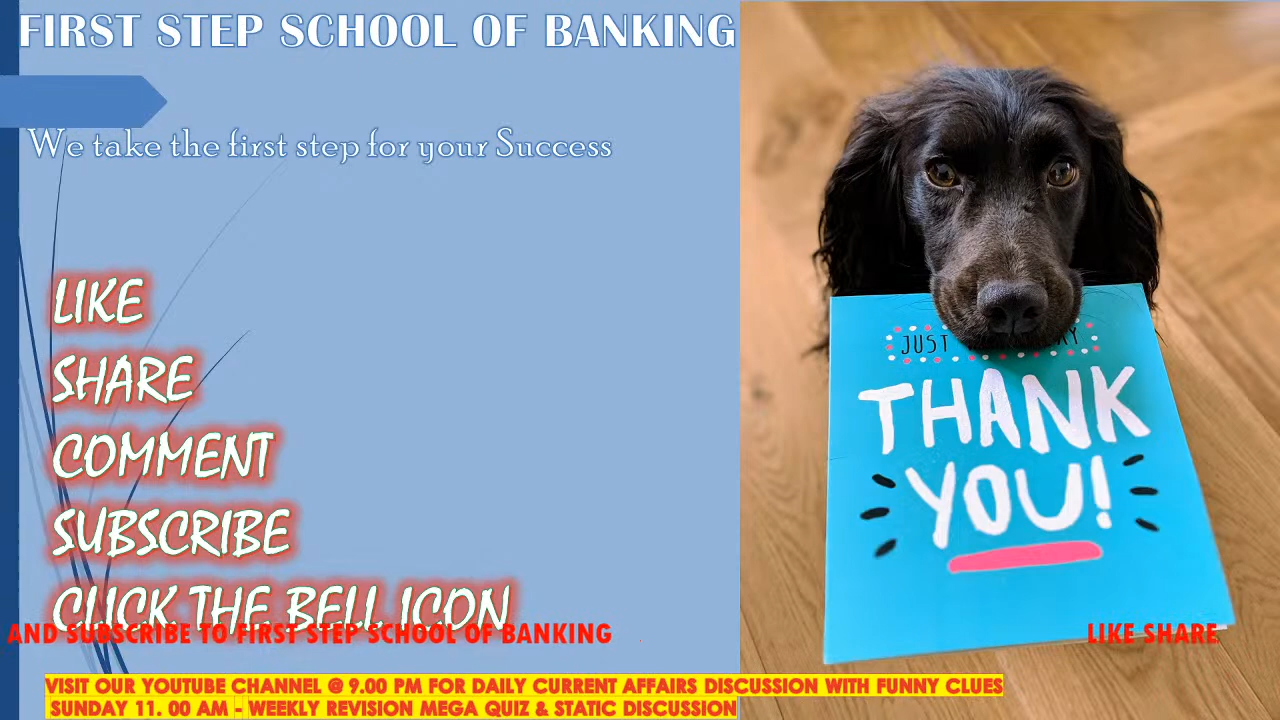 FIRST STEP SCHOOL OF BANKING
We take the first step for your Success
LIKE
SHARE
COMMENT
SUBSCRIBE
CLICK THE BELL ICON
JUST
THANK
YOU!
AND SUBSCRIBE TO FIRST STEP SCHOOL OF BANKING
LIKE SHARE
VISIT OUR YOUTUBE CHANNEL @ 9.00 PM FOR DAILY CURRENT AFFAIRS DISCUSSION WITH FUNNY CLUES
SUNDAY 11. 00 AM - WEEKLY REVISION MEGA QUIZ & STATIC DISCUSSION